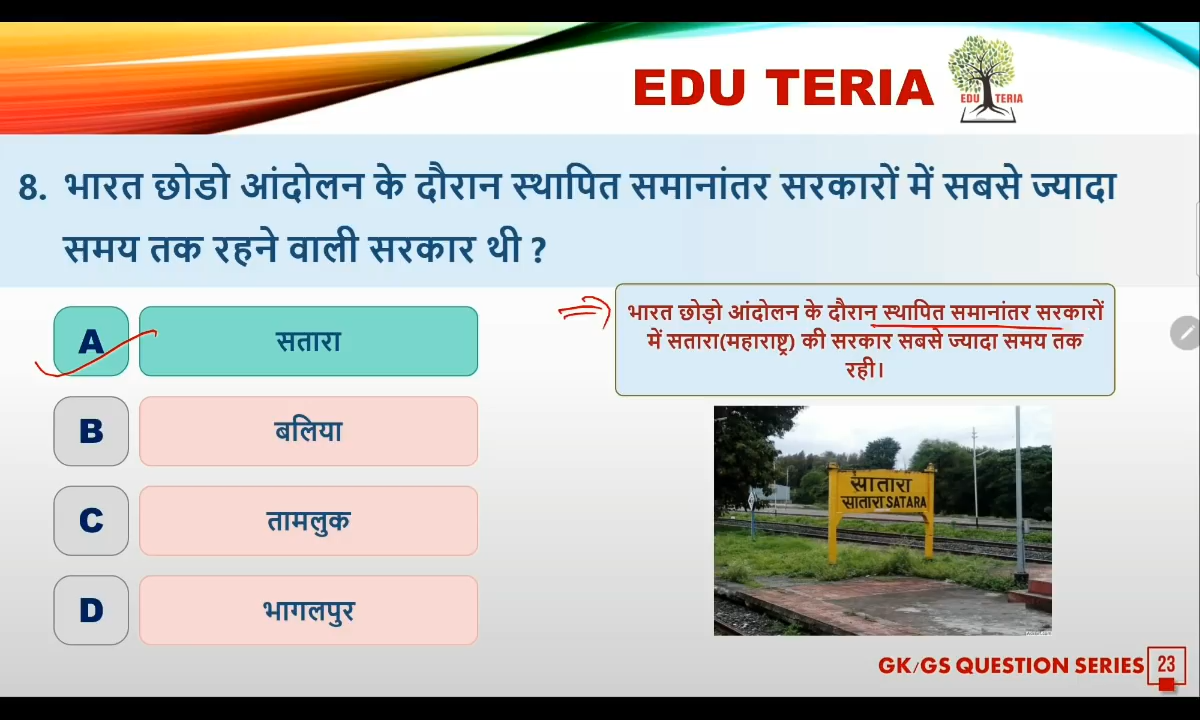 EDU TERIA
EDU TERIA
8. भारत छोडो आंदोलन के दौरान स्थापित समानांतर सरकारों में सबसे ज्यादा
समय तक रहने वाली सरकार थी ?
A सतारा
B बलिया
C तामलुक
D भागलपुर
भारत छोड़ो आंदोलन के दौरान स्थापित समानांतर सरकारों
में सतारा(महाराष्ट्र) की सरकार सबसे ज्यादा समय तक
रही।
सातारा
सातारा SATARA
GK/GS QUESTION SERIES 23